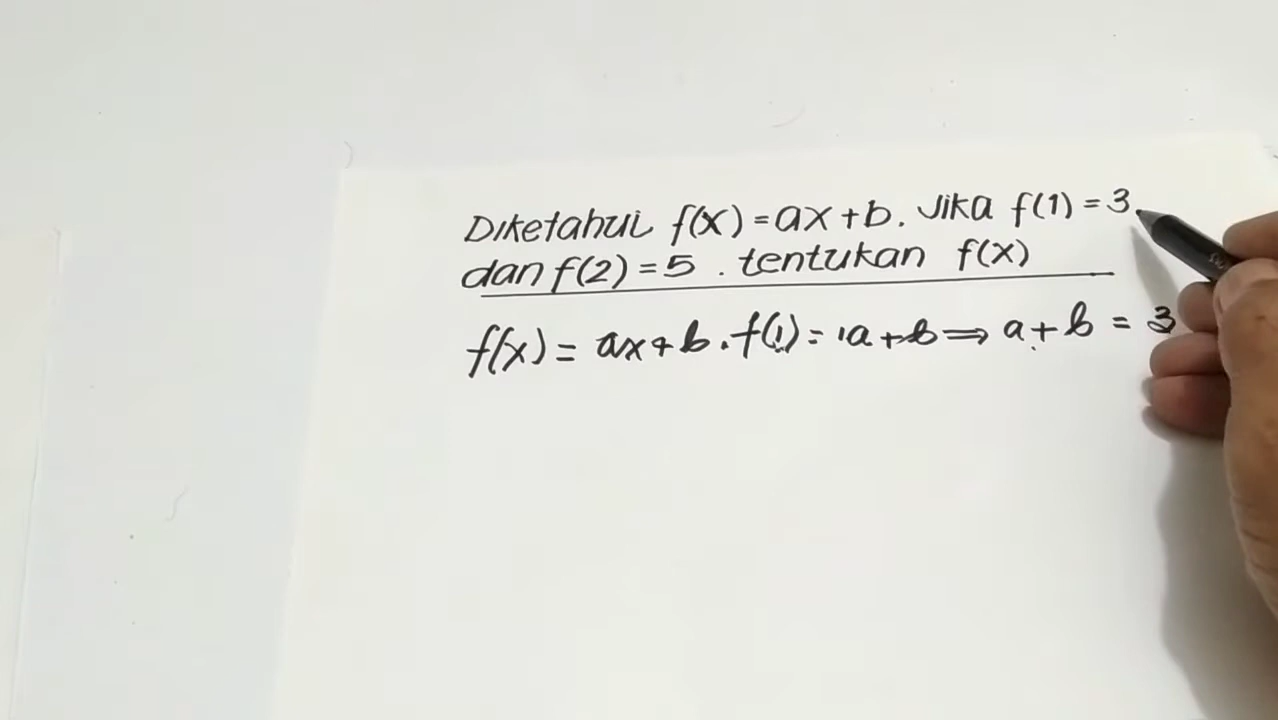 Diketahui f(x) = ax + b. Jika f(1) = 3
dan f(2) = 5 . tentukan f(x)
f(x) = ax + b . f(1) = 1a + b ⇒ a + b = 3